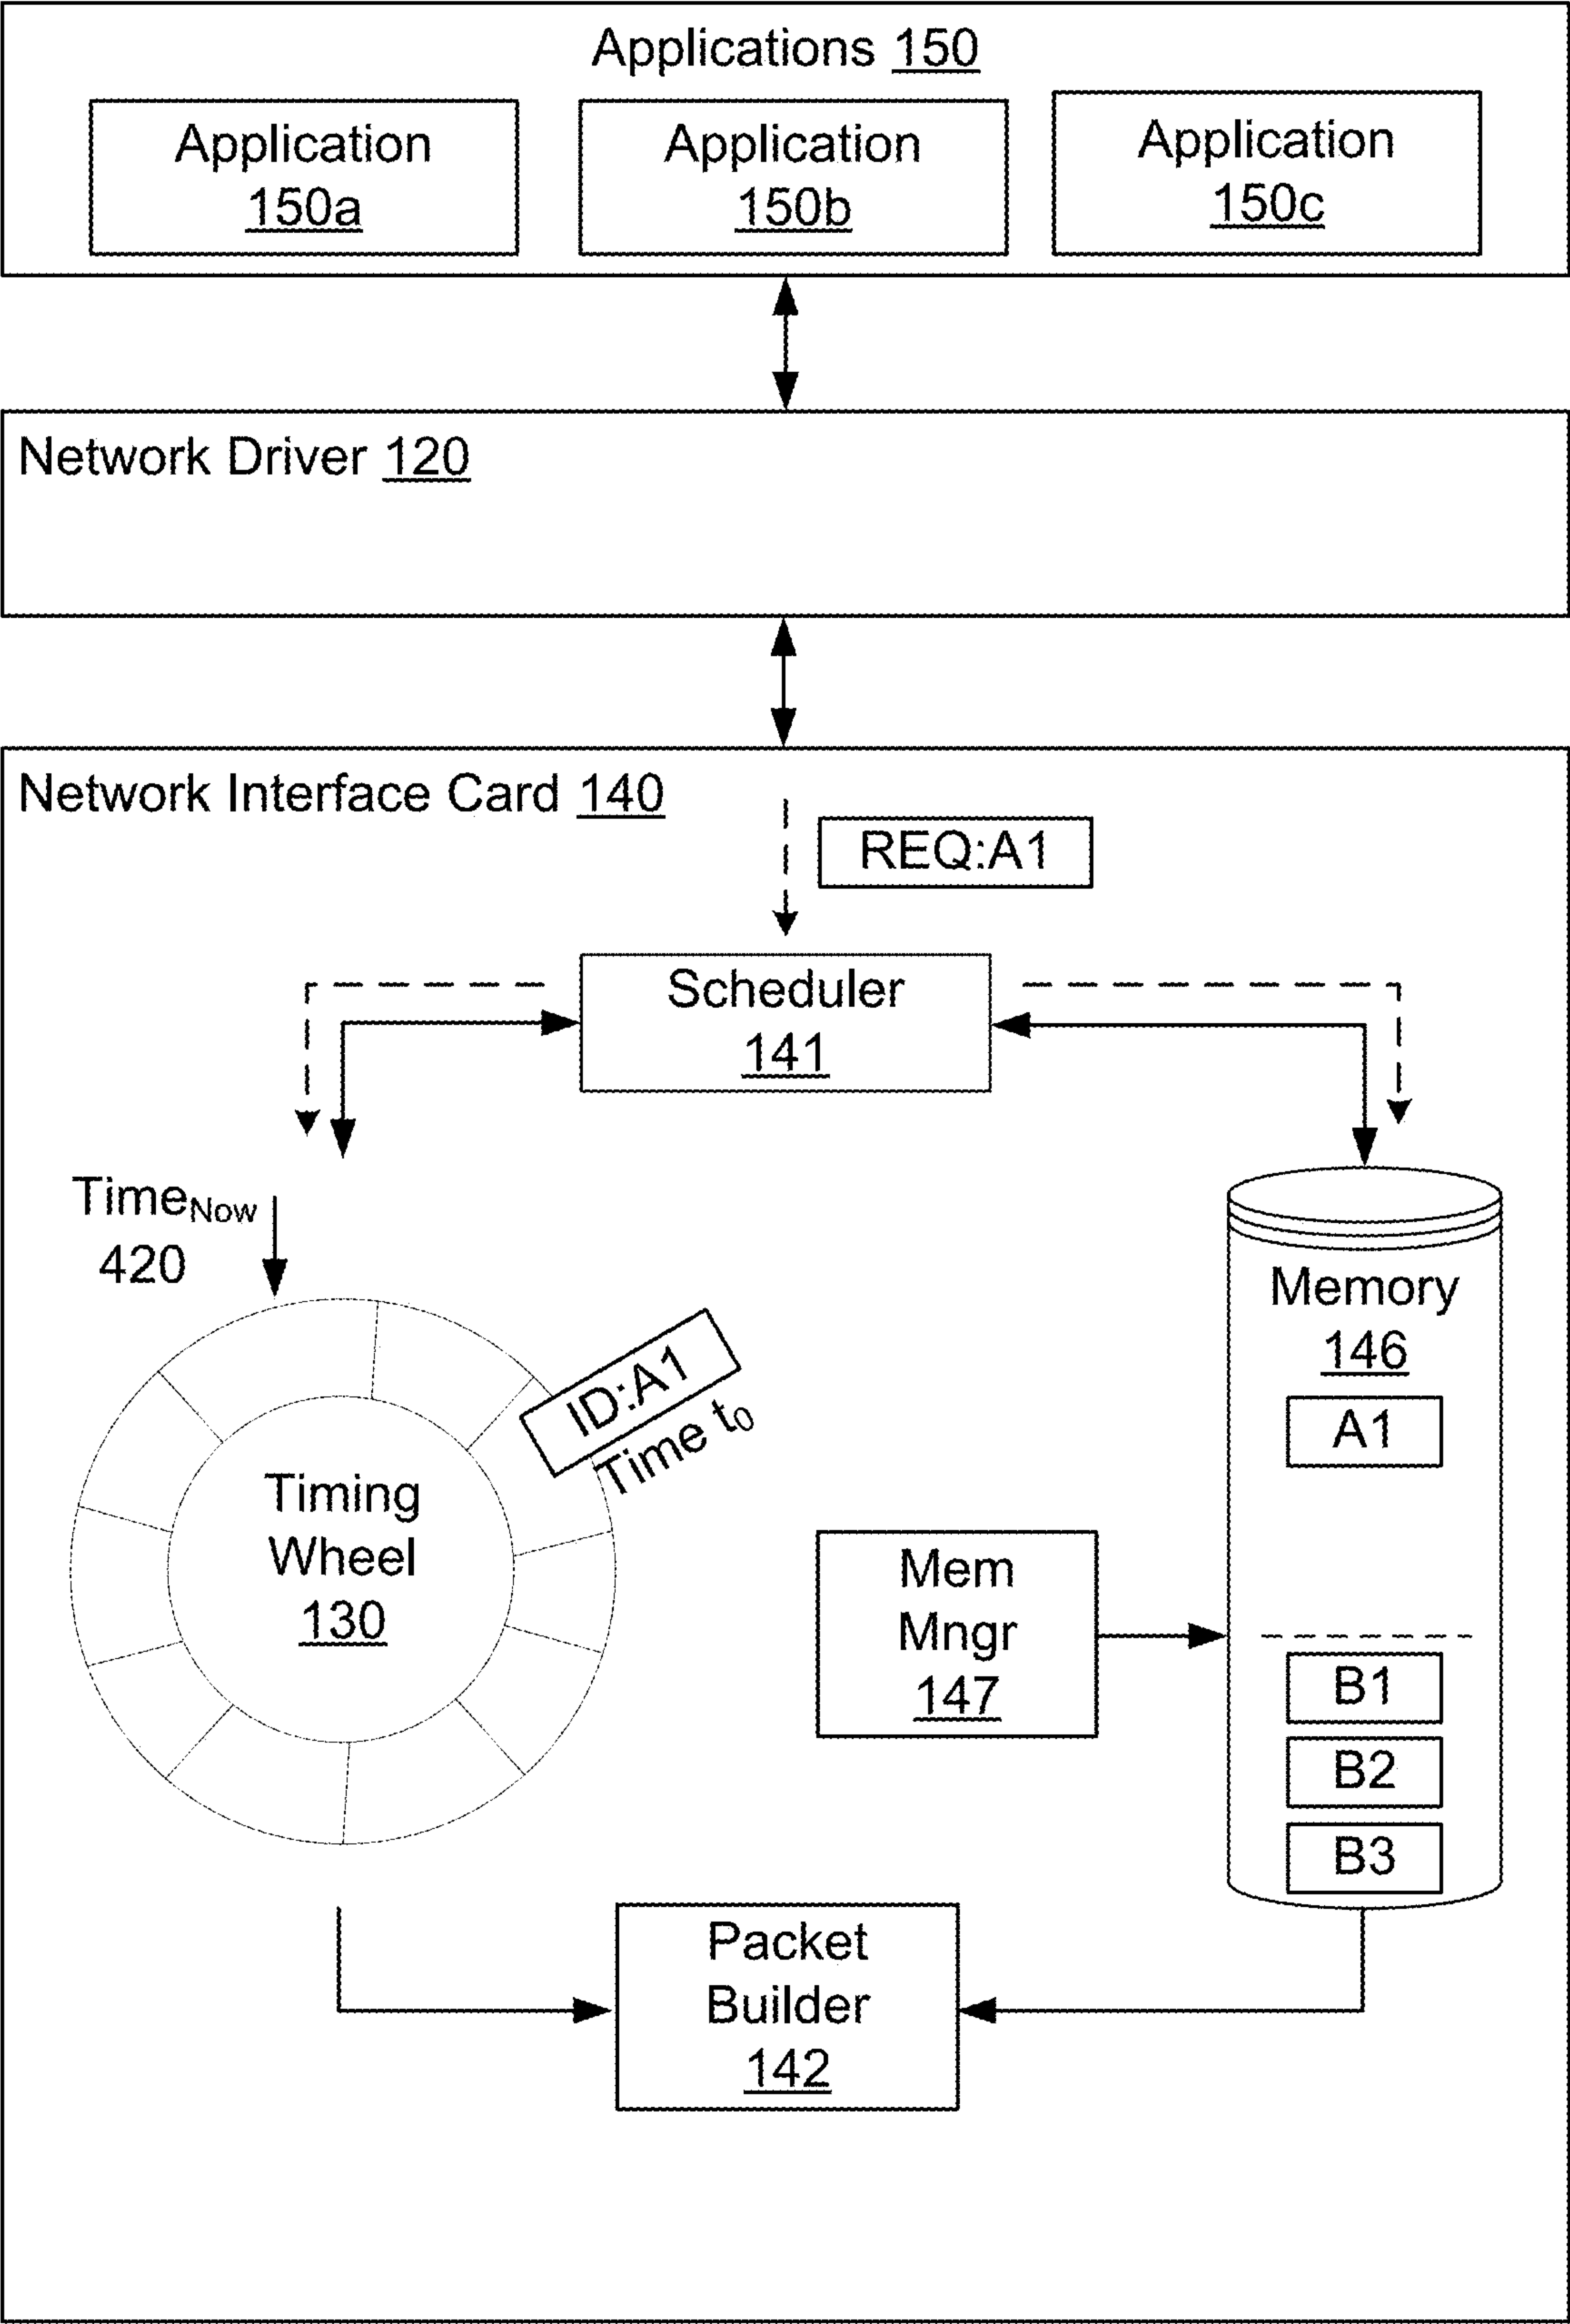 Applications 150
Application
150a
Application
150b
Application
150c
Network Driver 120
Network Interface Card 140
REQ:A1
Scheduler
141
TimeNow
420
ID:A1
Time t0
Timing
Wheel
130
Memory
146
A1
Mem
Mngr
147
B1
B2
B3
Packet
Builder
142